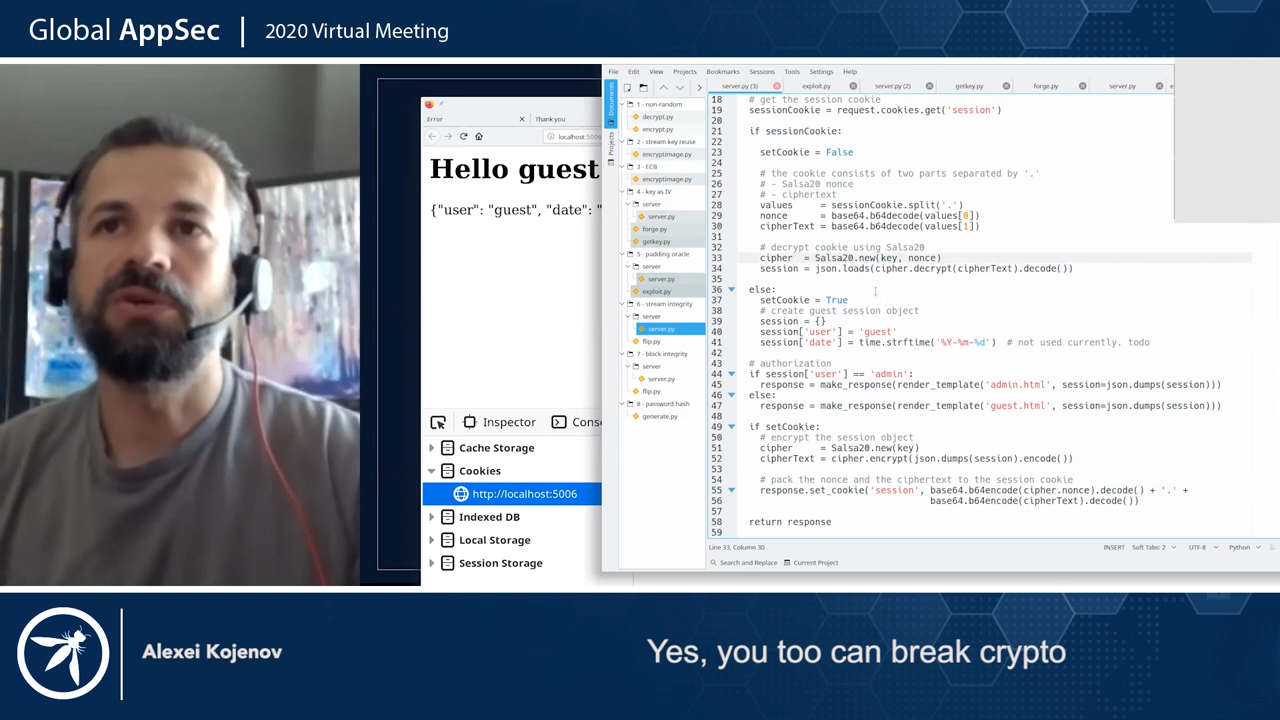 Global AppSec | 2020 Virtual Meeting
Error
Thank you
localhost:5006
Hello guest
{"user": "guest", "date": "
Inspector
Cache Storage
Cookies
http://localhost:5006
Indexed DB
Local Storage
Session Storage
File Edit View Projects Bookmarks Sessions Tools Settings Help
server.py (3) exploit.py server.py (2) getkey.py forge.py server.py
Documents
Projects
1 - non-random
decrypt.py
encrypt.py
2 - stream key reuse
encryptimage.py
3 - ECB
encryptimage.py
4 - key as IV
server
server.py
forge.py
getkey.py
5 - padding oracle
server
server.py
exploit.py
6 - stream integrity
server
server.py
flip.py
7 - block integrity
server
server.py
flip.py
8 - password hash
generate.py
18 # get the session cookie
19 sessionCookie = request.cookies.get('session')
20
21 if sessionCookie:
22
23 setCookie = False
24
25 # the cookie consists of two parts separated by '.'
26 # - Salsa20 nonce
27 # - ciphertext
28 values = sessionCookie.split('.')
29 nonce = base64.b64decode(values[0])
30 cipherText = base64.b64decode(values[1])
31
32 # decrypt cookie using Salsa20
33 cipher = Salsa20.new(key, nonce)
34 session = json.loads(cipher.decrypt(cipherText).decode())
35
36 else:
37 setCookie = True
38 # create guest session object
39 session = {}
40 session['user'] = 'guest'
41 session['date'] = time.strftime('%Y-%m-%d') # not used currently. todo
42
43 # authorization
44 if session['user'] == 'admin':
45 response = make_response(render_template('admin.html', session=json.dumps(session)))
46 else:
47 response = make_response(render_template('guest.html', session=json.dumps(session)))
48
49 if setCookie:
50 # encrypt the session object
51 cipher = Salsa20.new(key)
52 cipherText = cipher.encrypt(json.dumps(session).encode())
53
54 # pack the nonce and the ciphertext to the session cookie
55 response.set_cookie('session', base64.b64encode(cipher.nonce).decode() + '.' +
56 base64.b64encode(cipherText).decode())
57
58 return response
59
Line 33, Column 30 INSERT Soft Tabs: 2 UTF-8 Python
Search and Replace Current Project
Alexei Kojenov
Yes, you too can break crypto